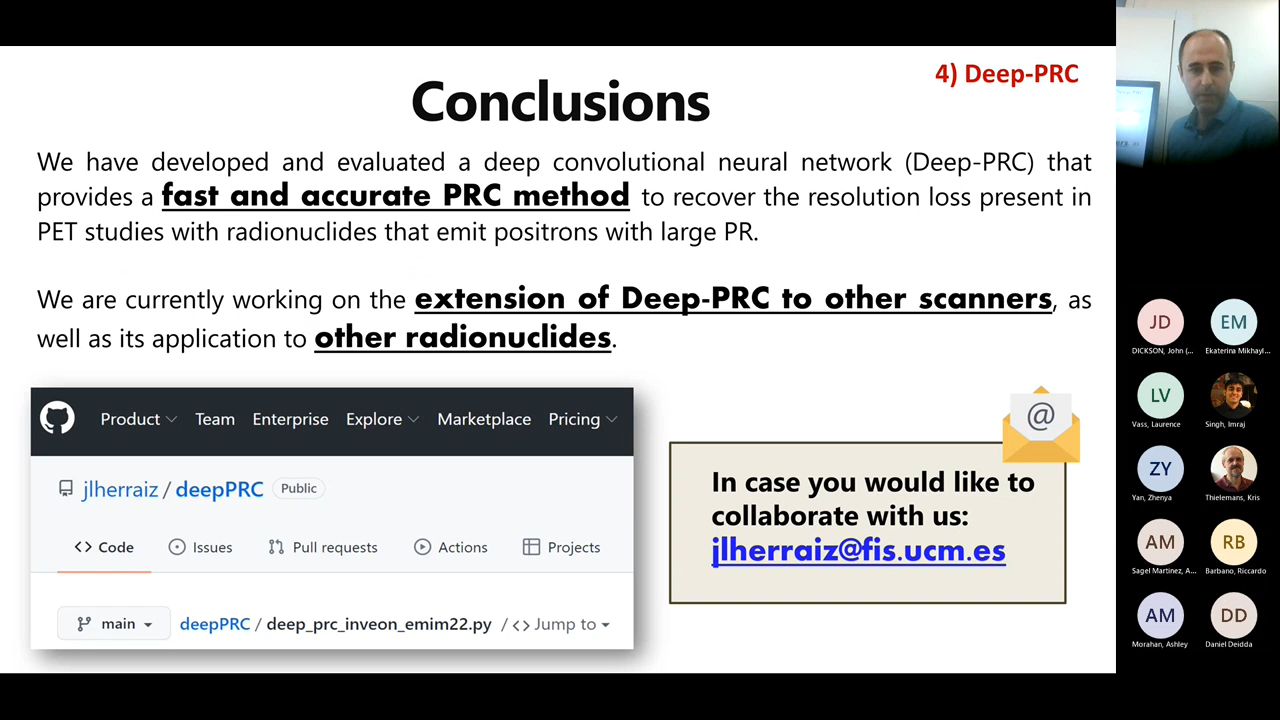 4) Deep-PRC
Conclusions
We have developed and evaluated a deep convolutional neural network (Deep-PRC) that
provides a fast and accurate PRC method to recover the resolution loss present in
PET studies with radionuclides that emit positrons with large PR.
We are currently working on the extension of Deep-PRC to other scanners, as
well as its application to other radionuclides.
Product Team Enterprise Explore Marketplace Pricing
jlherraiz / deepPRC Public
<> Code Issues Pull requests Actions Projects
main deepPRC / deep_prc_inveon_emim22.py / <> Jump to
@
In case you would like to
collaborate with us:
jlherraiz@fis.ucm.es
JD EM
DICKSON, John (... Ekaterina Mikhayl...
LV
Vass, Laurence Singh, Imraj
ZY
Yan, Zhenya Thielemans, Kris
AM RB
Sagel Martinez, A... Barbano, Riccardo
AM DD
Morahan, Ashley Daniel Deidda